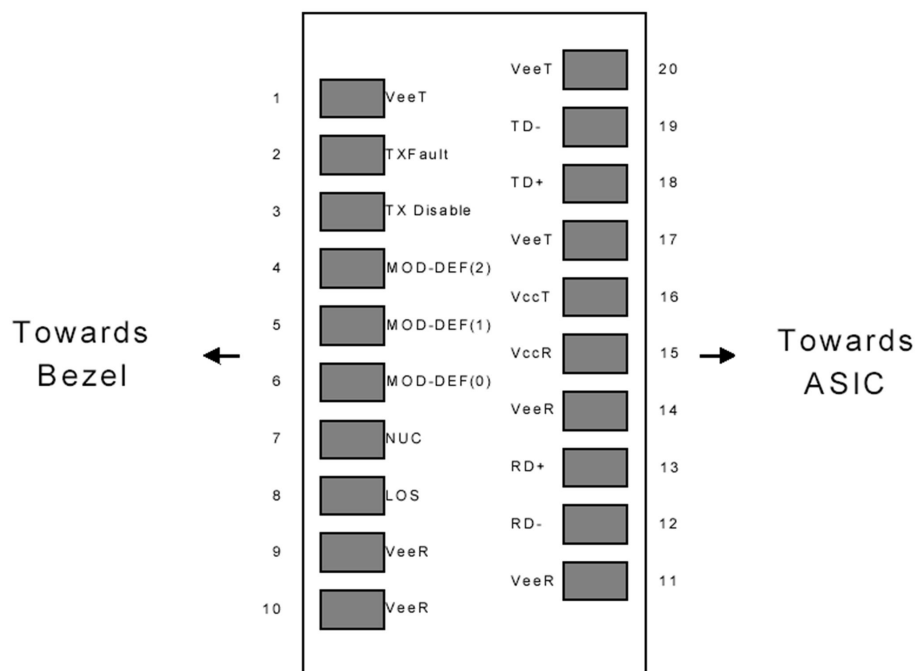 VeeT 20
1 VeeT
TD- 19
2 TXFault
TD+ 18
3 TX Disable
VeeT 17
4 MOD-DEF(2)
VccT 16
5 MOD-DEF(1)
Towards
Bezel
VccR 15
Towards
ASIC
6 MOD-DEF(0)
VeeR 14
7 NUC
RD+ 13
8 LOS
RD- 12
9 VeeR
VeeR 11
10 VeeR